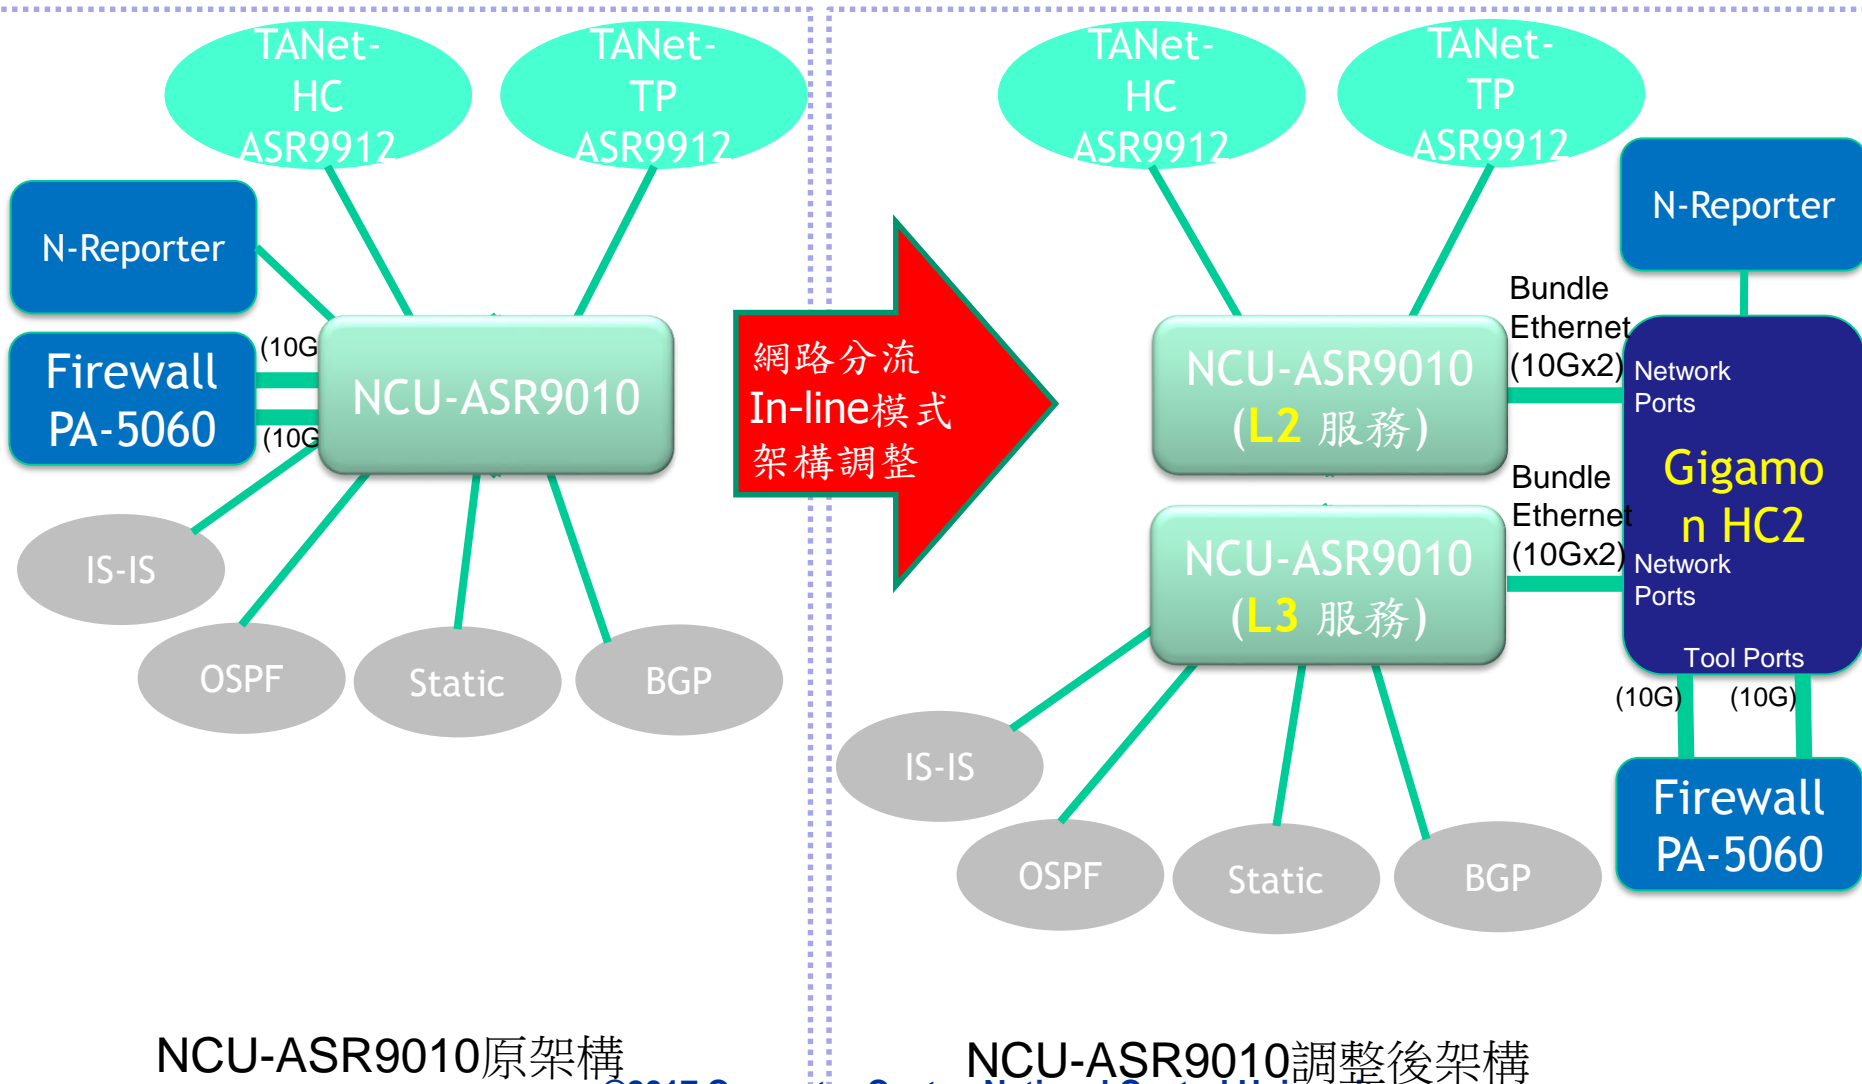 TANet-
HC
ASR9912
TANet-
TP
ASR9912
N-Reporter
Firewall
PA-5060
(10G
(10G
NCU-ASR9010
IS-IS
OSPF
Static
BGP
NCU-ASR9010原架構
網路分流
In-line模式
架構調整
TANet-
HC
ASR9912
TANet-
TP
ASR9912
N-Reporter
NCU-ASR9010
(L2 服務)
Bundle
Ethernet
(10Gx2)
Network
Ports
Gigamo
n HC2
NCU-ASR9010
(L3 服務)
Bundle
Ethernet
(10Gx2)
Network
Ports
Tool Ports
(10G)
(10G)
Firewall
PA-5060
IS-IS
OSPF
Static
BGP
NCU-ASR9010調整後架構